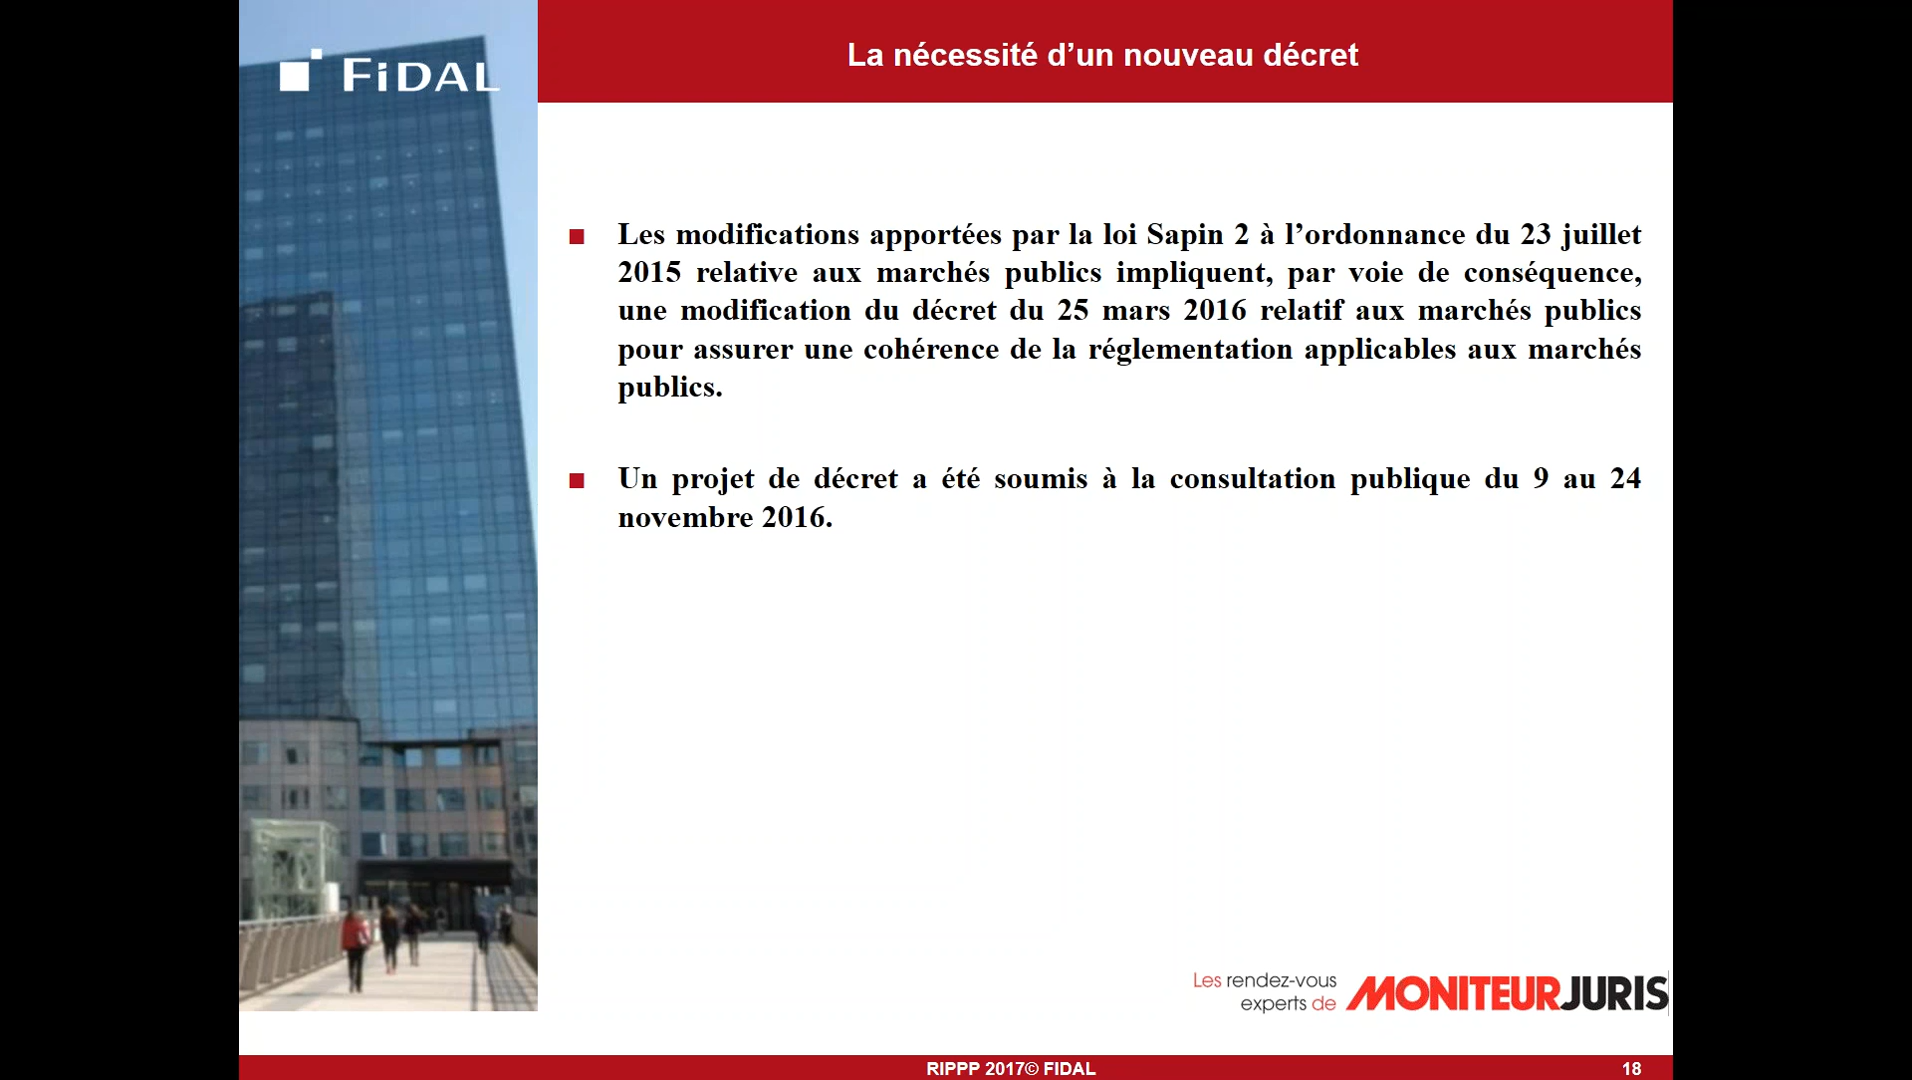 FiDAL
La nécessité d’un nouveau décret
Les modifications apportées par la loi Sapin 2 à l’ordonnance du 23 juillet
2015 relative aux marchés publics impliquent, par voie de conséquence,
une modification du décret du 25 mars 2016 relatif aux marchés publics
pour assurer une cohérence de la réglementation applicables aux marchés
publics.
Un projet de décret a été soumis à la consultation publique du 9 au 24
novembre 2016.
Les rendez-vous
experts de
MONITEURJURIS
RIPPP 2017© FIDAL
18